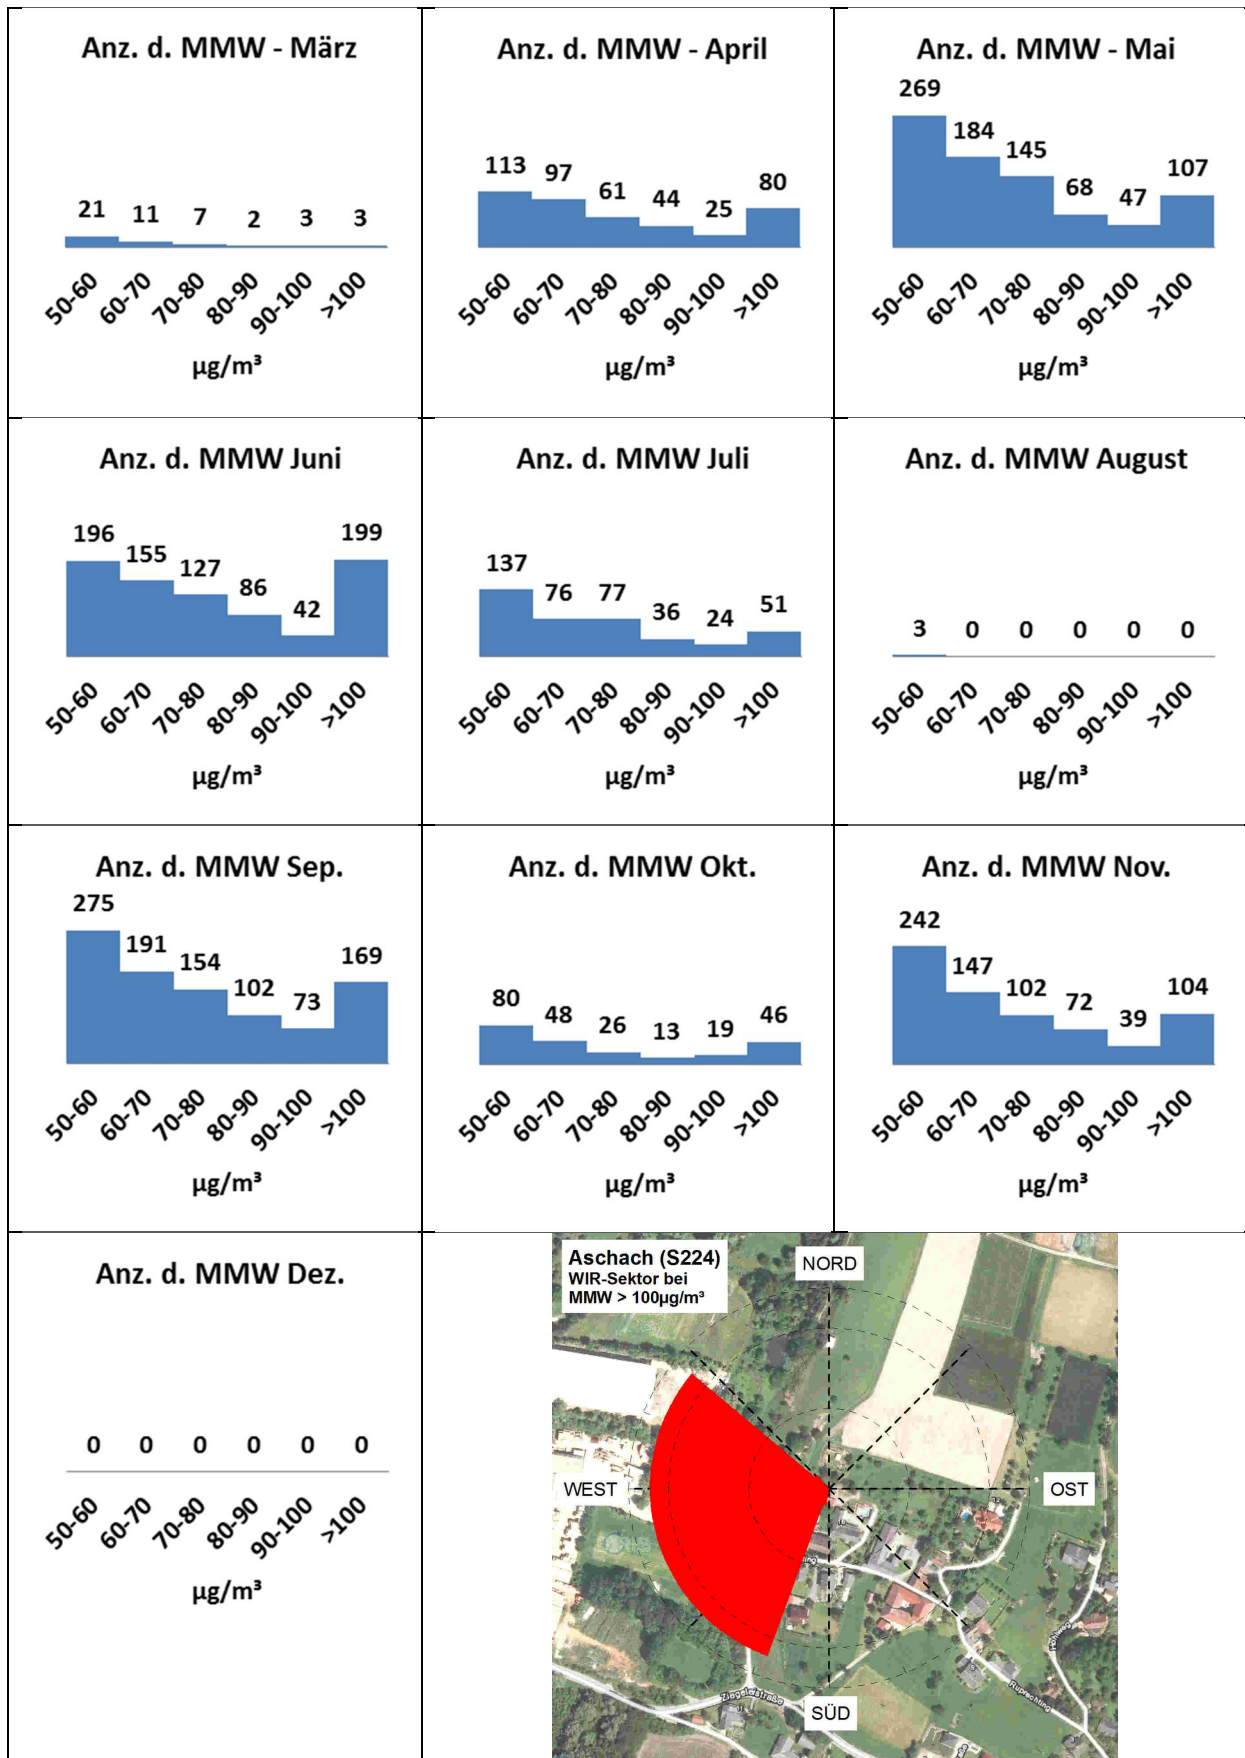 Anz. d. MMW - März
21 11 7 2 3 3
50-60 60-70 70-80 80-90 90-100 >100
µg/m³
Anz. d. MMW - April
113 97 61 44 25 80
50-60 60-70 70-80 80-90 90-100 >100
µg/m³
Anz. d. MMW - Mai
269 184 145 68 47 107
50-60 60-70 70-80 80-90 90-100 >100
µg/m³
Anz. d. MMW Juni
196 155 127 86 42 199
50-60 60-70 70-80 80-90 90-100 >100
µg/m³
Anz. d. MMW Juli
137 76 77 36 24 51
50-60 60-70 70-80 80-90 90-100 >100
µg/m³
Anz. d. MMW August
3 0 0 0 0 0
50-60 60-70 70-80 80-90 90-100 >100
µg/m³
Anz. d. MMW Sep.
275 191 154 102 73 169
50-60 60-70 70-80 80-90 90-100 >100
µg/m³
Anz. d. MMW Okt.
80 48 26 13 19 46
50-60 60-70 70-80 80-90 90-100 >100
µg/m³
Anz. d. MMW Nov.
242 147 102 72 39 104
50-60 60-70 70-80 80-90 90-100 >100
µg/m³
Anz. d. MMW Dez.
0 0 0 0 0 0
50-60 60-70 70-80 80-90 90-100 >100
µg/m³
Aschach (S224)
WIR-Sektor bei
MMW > 100µg/m³
NORD
WEST
OST
SÜD
Ziegeleistraße
Ruprechting
Hohlweg